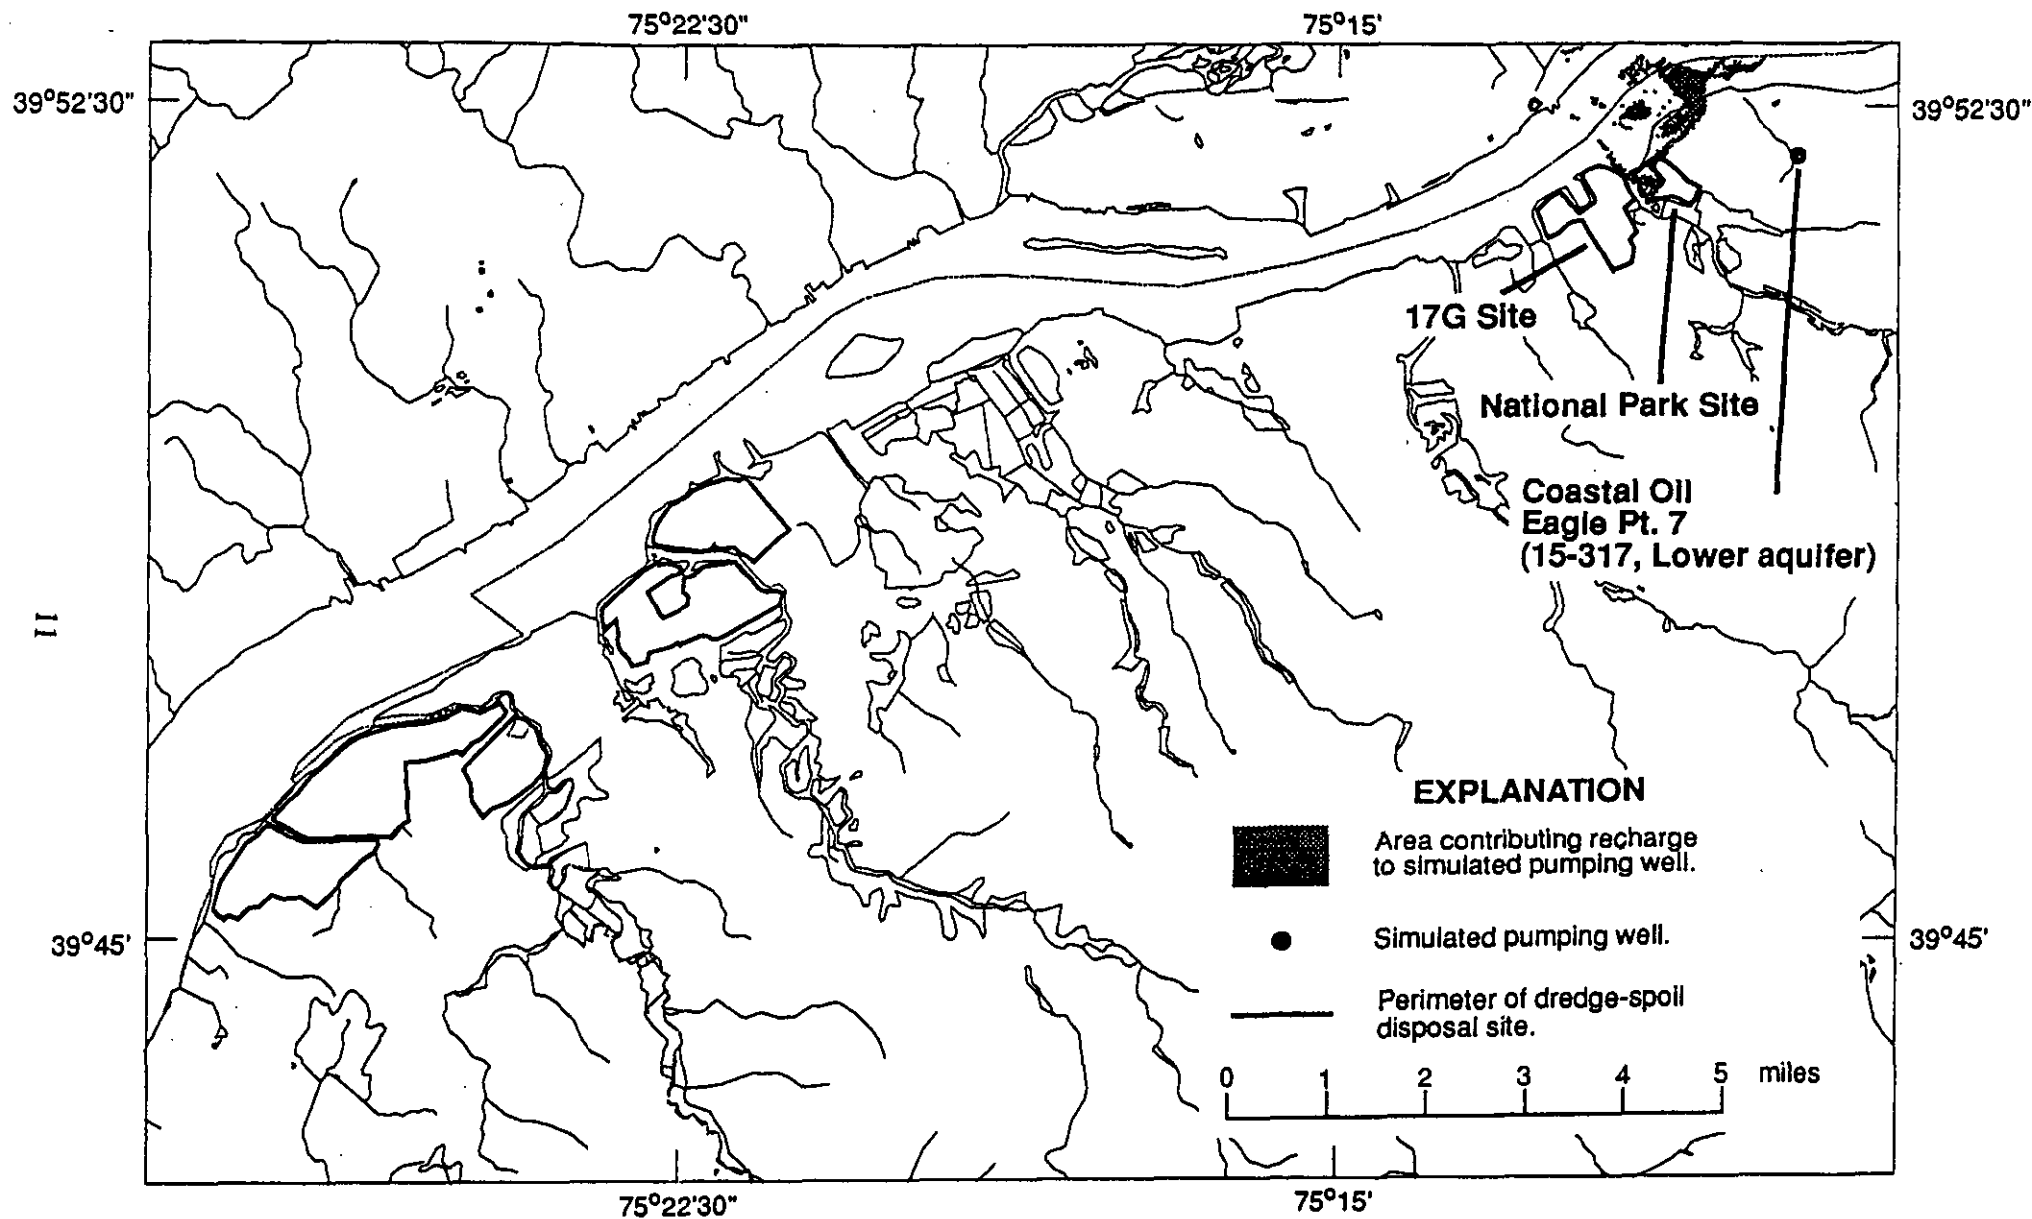 75°22'30"
75°15'
39°52'30"
39°52'30"
17G Site
National Park Site
Coastal Oil
Eagle Pt. 7
(15-317, Lower aquifer)
11
EXPLANATION
Area contributing recharge
to simulated pumping well.
39°45'
Simulated pumping well.
39°45'
Perimeter of dredge-spoil
disposal site.
0 1 2 3 4 5 miles
75°22'30"
75°15'